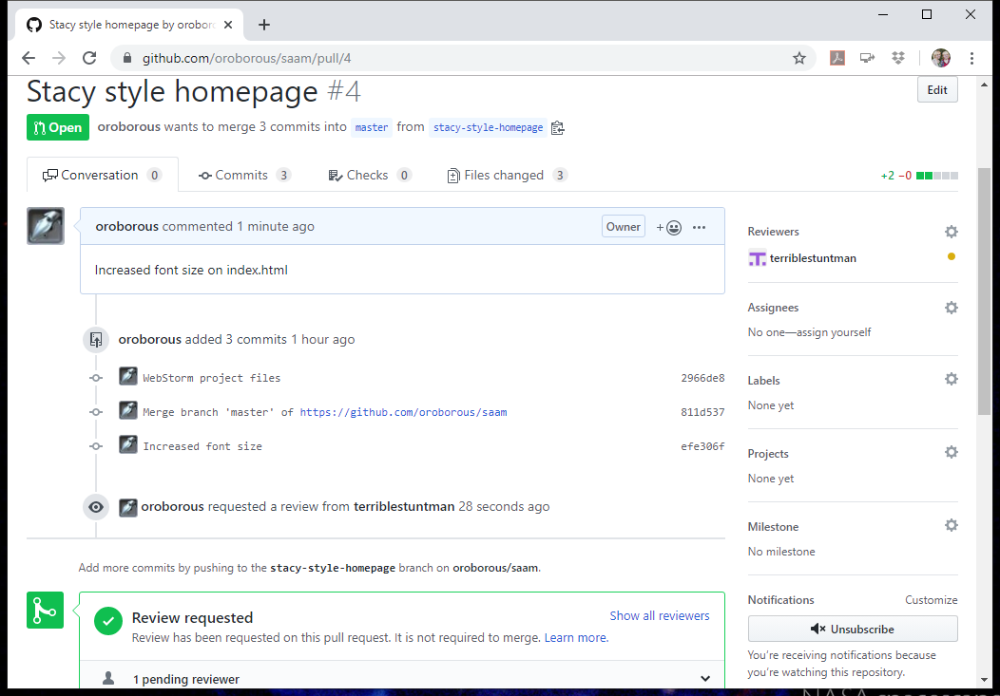 Stacy style homepage by orobor
github.com/oroborous/saam/pull/4
Stacy style homepage #4
Edit
Open oroborous wants to merge 3 commits into master from stacy-style-homepage
Conversation 0 Commits 3 Checks 0 Files changed 3 +2 −0
oroborous commented 1 minute ago Owner
Increased font size on index.html
oroborous added 3 commits 1 hour ago
WebStorm project files 2966de8
Merge branch 'master' of https://github.com/oroborous/saam 811d537
Increased font size efe306f
oroborous requested a review from terriblestuntman 28 seconds ago
Add more commits by pushing to the stacy-style-homepage branch on oroborous/saam.
Review requested
Show all reviewers
Review has been requested on this pull request. It is not required to merge. Learn more.
1 pending reviewer
Reviewers
terriblestuntman
Assignees
No one—assign yourself
Labels
None yet
Projects
None yet
Milestone
No milestone
Notifications Customize
Unsubscribe
You're receiving notifications because
you're watching this repository.